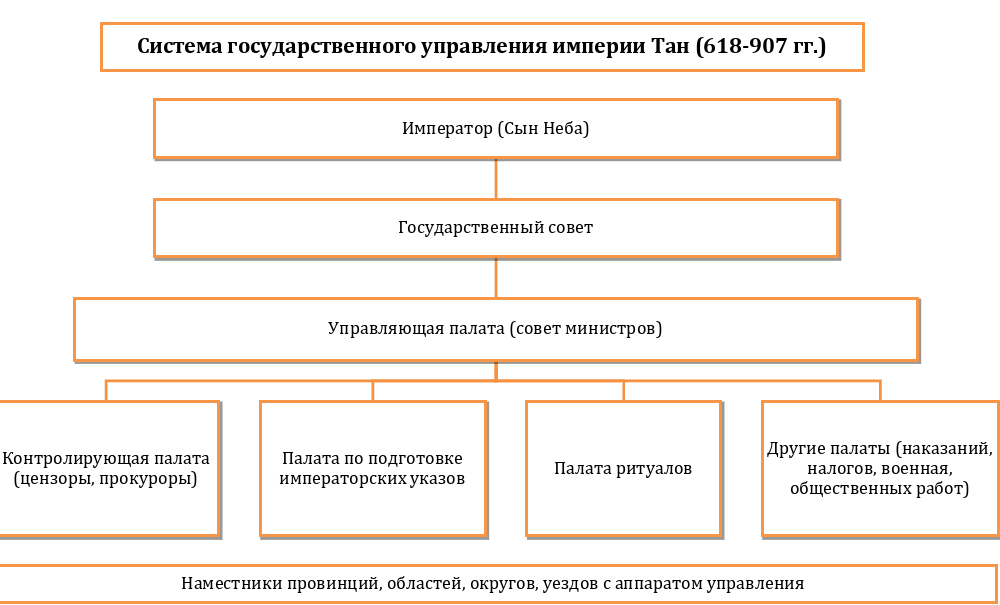 Система государственного управления империи Тан (618-907 гг.)
Император (Сын Неба)
Государственный совет
Управляющая палата (совет министров)
Контролирующая палата
(цензоры, прокуроры)
Палата по подготовке
императорских указов
Палата ритуалов
Другие палаты (наказаний,
налогов, военная,
общественных работ)
Наместники провинций, областей, округов, уездов с аппаратом управления